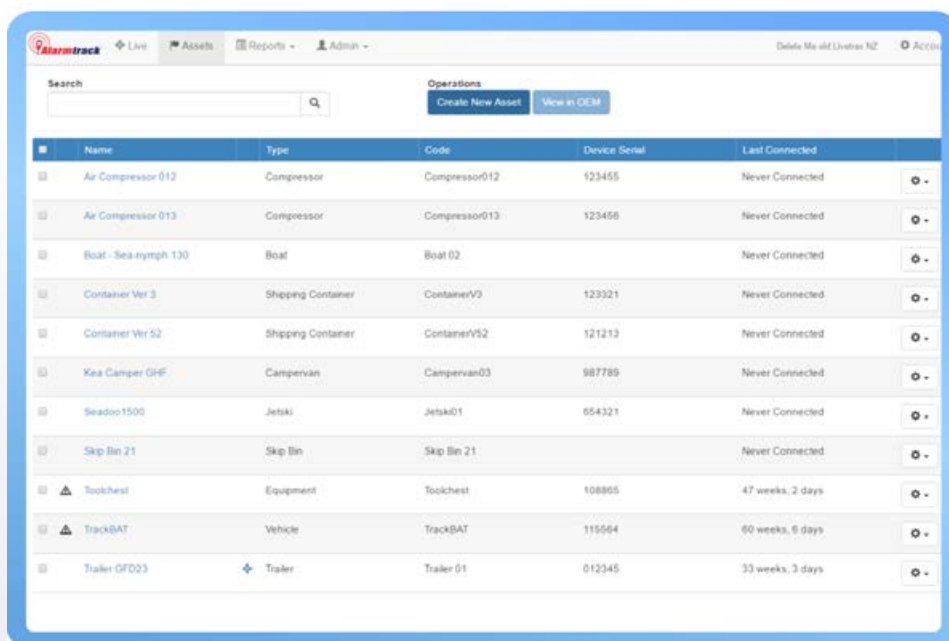 Alarmtrack Live Assets Reports Admin Delete Me old Livetrax NZ Accou
Search Operations
Create New Asset View in OEM
Name Type Code Device Serial Last Connected
Air Compressor 012 Compressor Compressor012 123455 Never Connected
Air Compressor 013 Compressor Compressor013 123456 Never Connected
Boat - Sea-nymph 130 Boat Boat 02 Never Connected
Container Ver 3 Shipping Container ContainerV3 123321 Never Connected
Container Ver 52 Shipping Container ContainerV52 121213 Never Connected
Kea Camper GHF Campervan Campervan03 987789 Never Connected
Seadoo1500 Jetski Jetski01 654321 Never Connected
Skip Bin 21 Skip Bin Skip Bin 21 Never Connected
Toolchest Equipment Toolchest 108865 47 weeks, 2 days
TrackBAT Vehicle TrackBAT 115564 60 weeks, 6 days
Trailer GFD23 Trailer Trailer 01 012345 33 weeks, 3 days